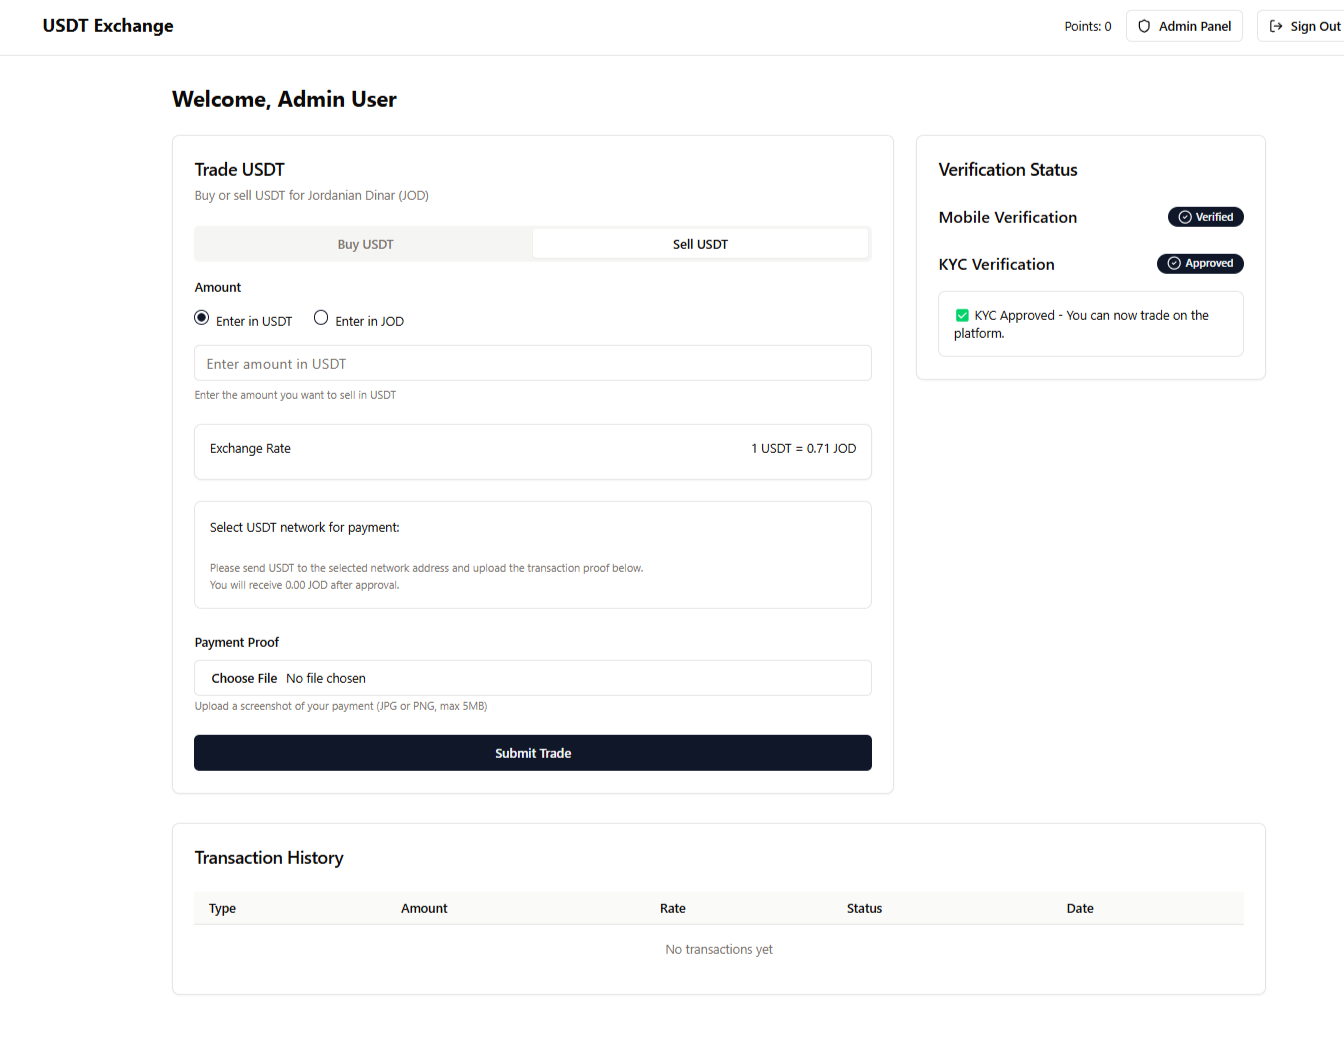 USDT Exchange
Points: 0
Admin Panel
Sign Out
Welcome, Admin User
Trade USDT
Buy or sell USDT for Jordanian Dinar (JOD)
Buy USDT
Sell USDT
Amount
Enter in USDT
Enter in JOD
Enter amount in USDT
Enter the amount you want to sell in USDT
Exchange Rate
1 USDT = 0.71 JOD
Select USDT network for payment:
Please send USDT to the selected network address and upload the transaction proof below.
You will receive 0.00 JOD after approval.
Payment Proof
Choose File No file chosen
Upload a screenshot of your payment (JPG or PNG, max 5MB)
Submit Trade
Verification Status
Mobile Verification
Verified
KYC Verification
Approved
✅ KYC Approved - You can now trade on the
platform.
Transaction History
Type Amount Rate Status Date
No transactions yet